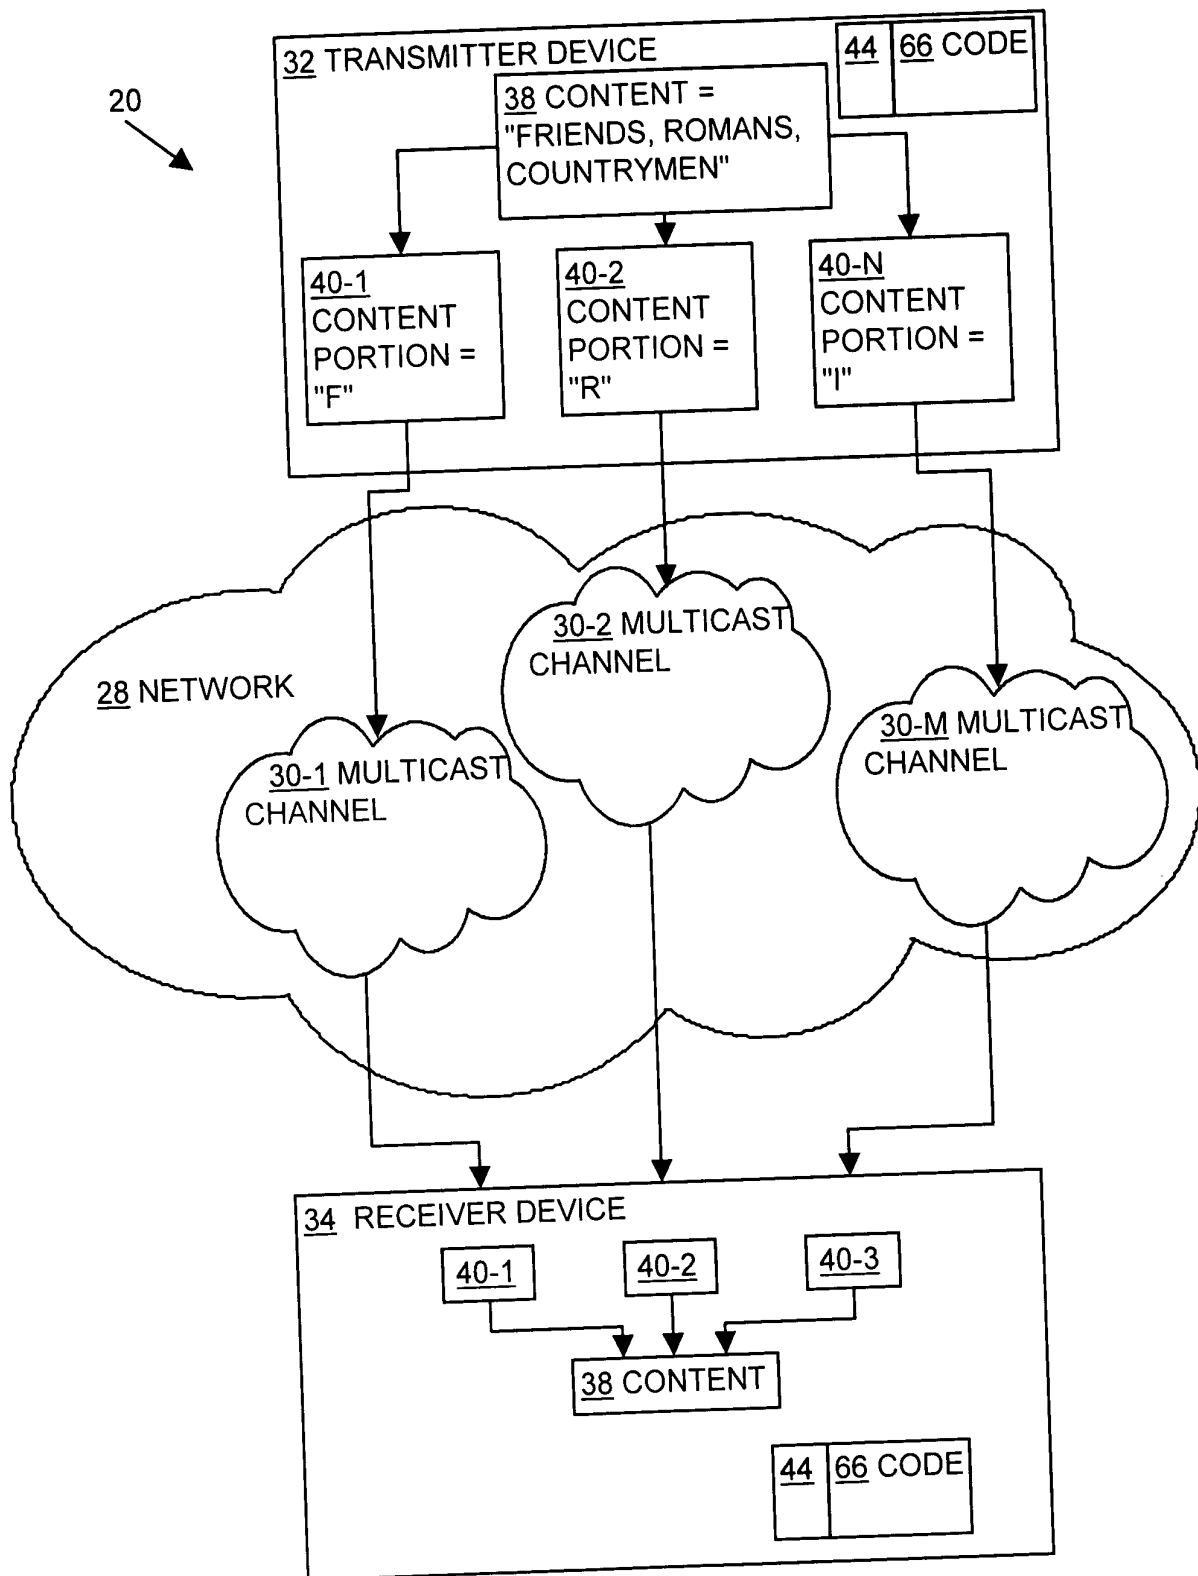 32 TRANSMITTER DEVICE
44
66 CODE
20
38 CONTENT =
"FRIENDS, ROMANS,
COUNTRYMEN"
40-1
CONTENT
PORTION =
"F"
40-2
CONTENT
PORTION =
"R"
40-N
CONTENT
PORTION =
"I"
28 NETWORK
30-1 MULTICAST
CHANNEL
30-2 MULTICAST
CHANNEL
30-M MULTICAST
CHANNEL
34 RECEIVER DEVICE
40-1
40-2
40-3
38 CONTENT
44
66 CODE